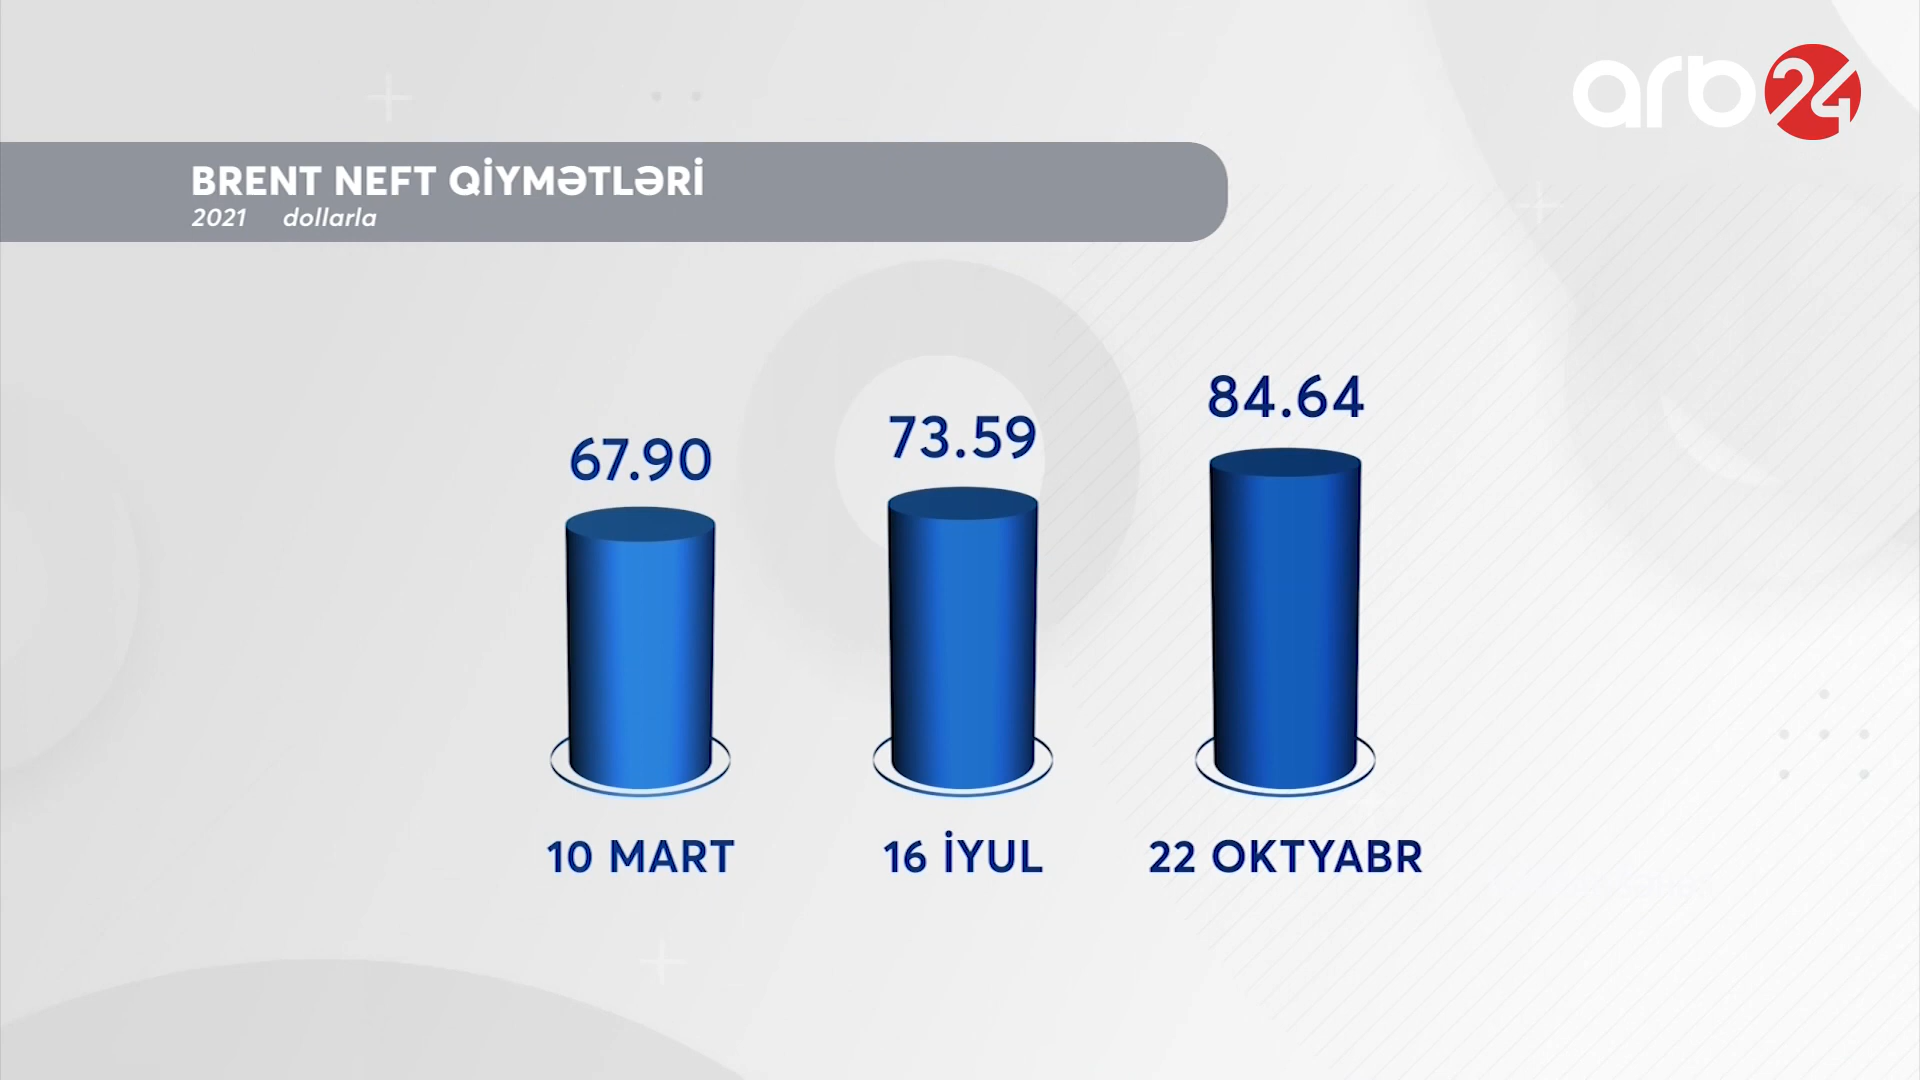 arb24
BRENT NEFT QİYMƏTLƏRİ
2021 dollarla
67.90
73.59
84.64
10 MART
16 İYUL
22 OKTYABR